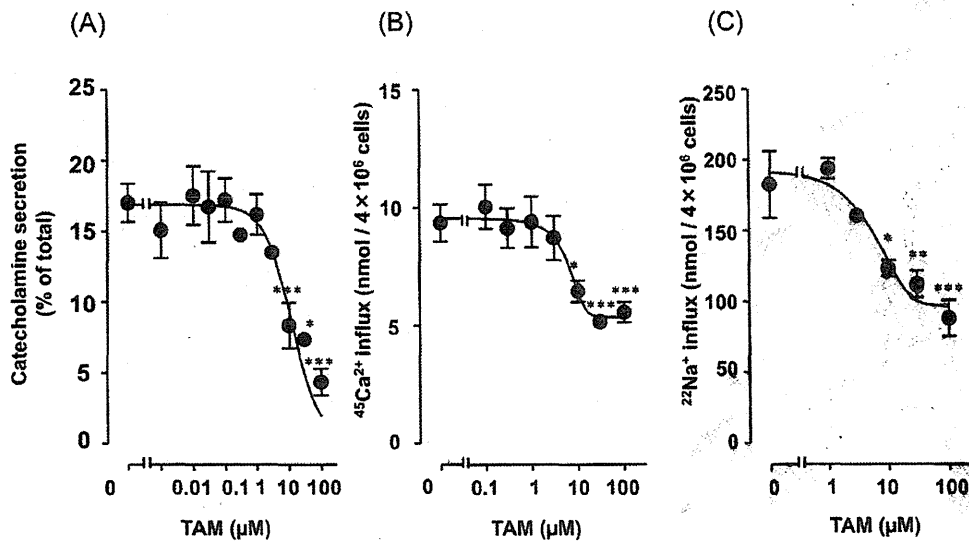 (A)
25
20
15
10
5
0
Catecholamine secretion
(% of total)
***
*
***
0 0.01 0.1 1 10 100
TAM (µM)
(B)
15
10
5
0
⁴⁵Ca²⁺ influx (nmol / 4 × 10⁶ cells)
*
***
***
0 0.1 1 10 100
TAM (µM)
(C)
250
200
150
100
50
0
²²Na⁺ influx (nmol / 4 × 10⁶ cells)
*
**
***
0 1 10 100
TAM (µM)